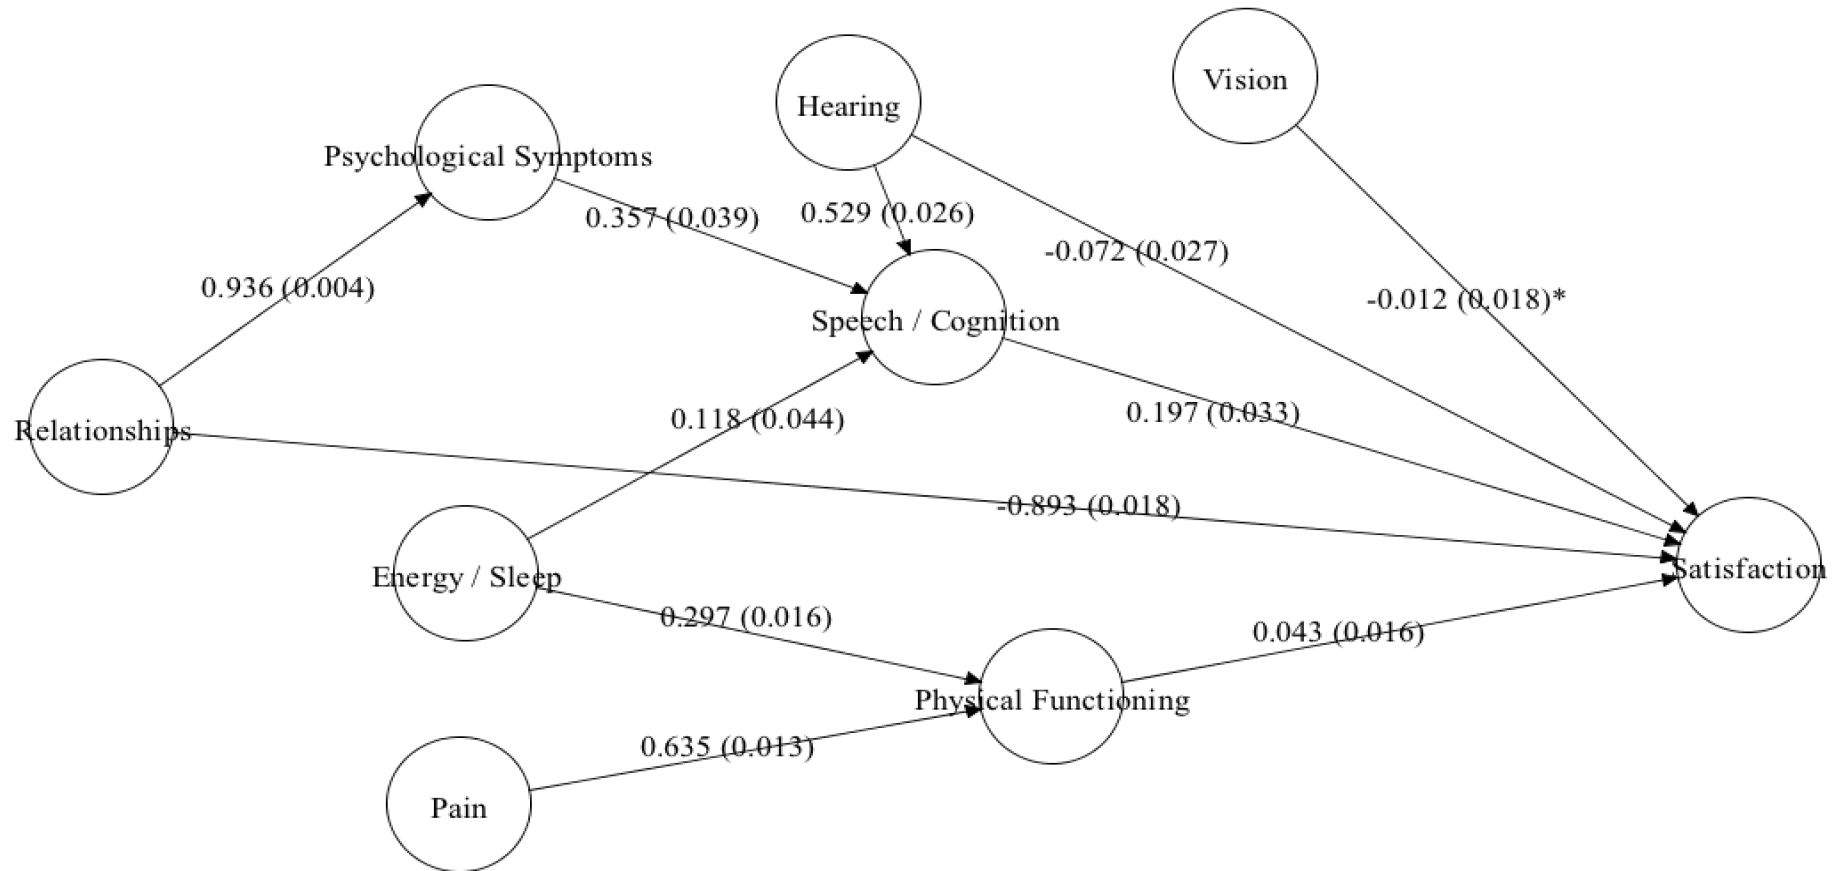 Vision
Hearing
Psychological Symptoms
0.357 (0.039)
0.529 (0.026)
-0.072 (0.027)
0.936 (0.004)
-0.012 (0.018)*
Speech / Cognition
0.118 (0.044)
0.197 (0.033)
Relationships
-0.893 (0.018)
Satisfaction
Energy / Sleep
0.297 (0.016)
0.043 (0.016)
Physical Functioning
0.635 (0.013)
Pain